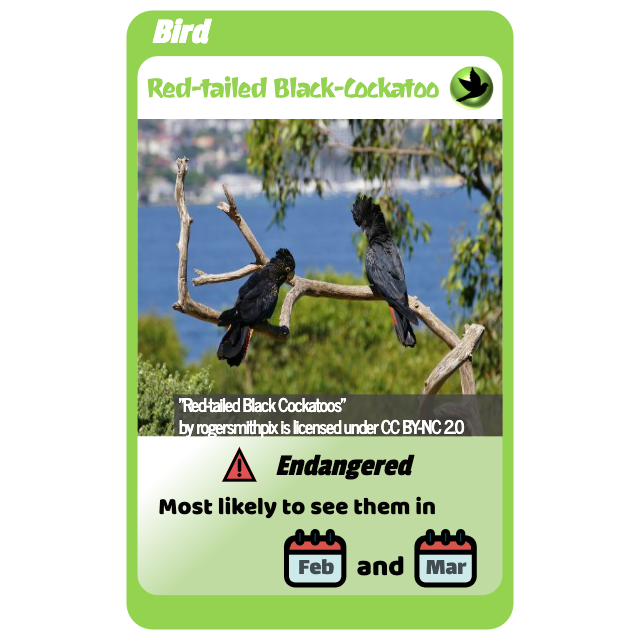 Bird
Red-tailed Black-Cockatoo
"Red-tailed Black Cockatoos"
by rogersmithpix is licensed under CC BY-NC 2.0
Endangered
Most likely to see them in
Feb and Mar